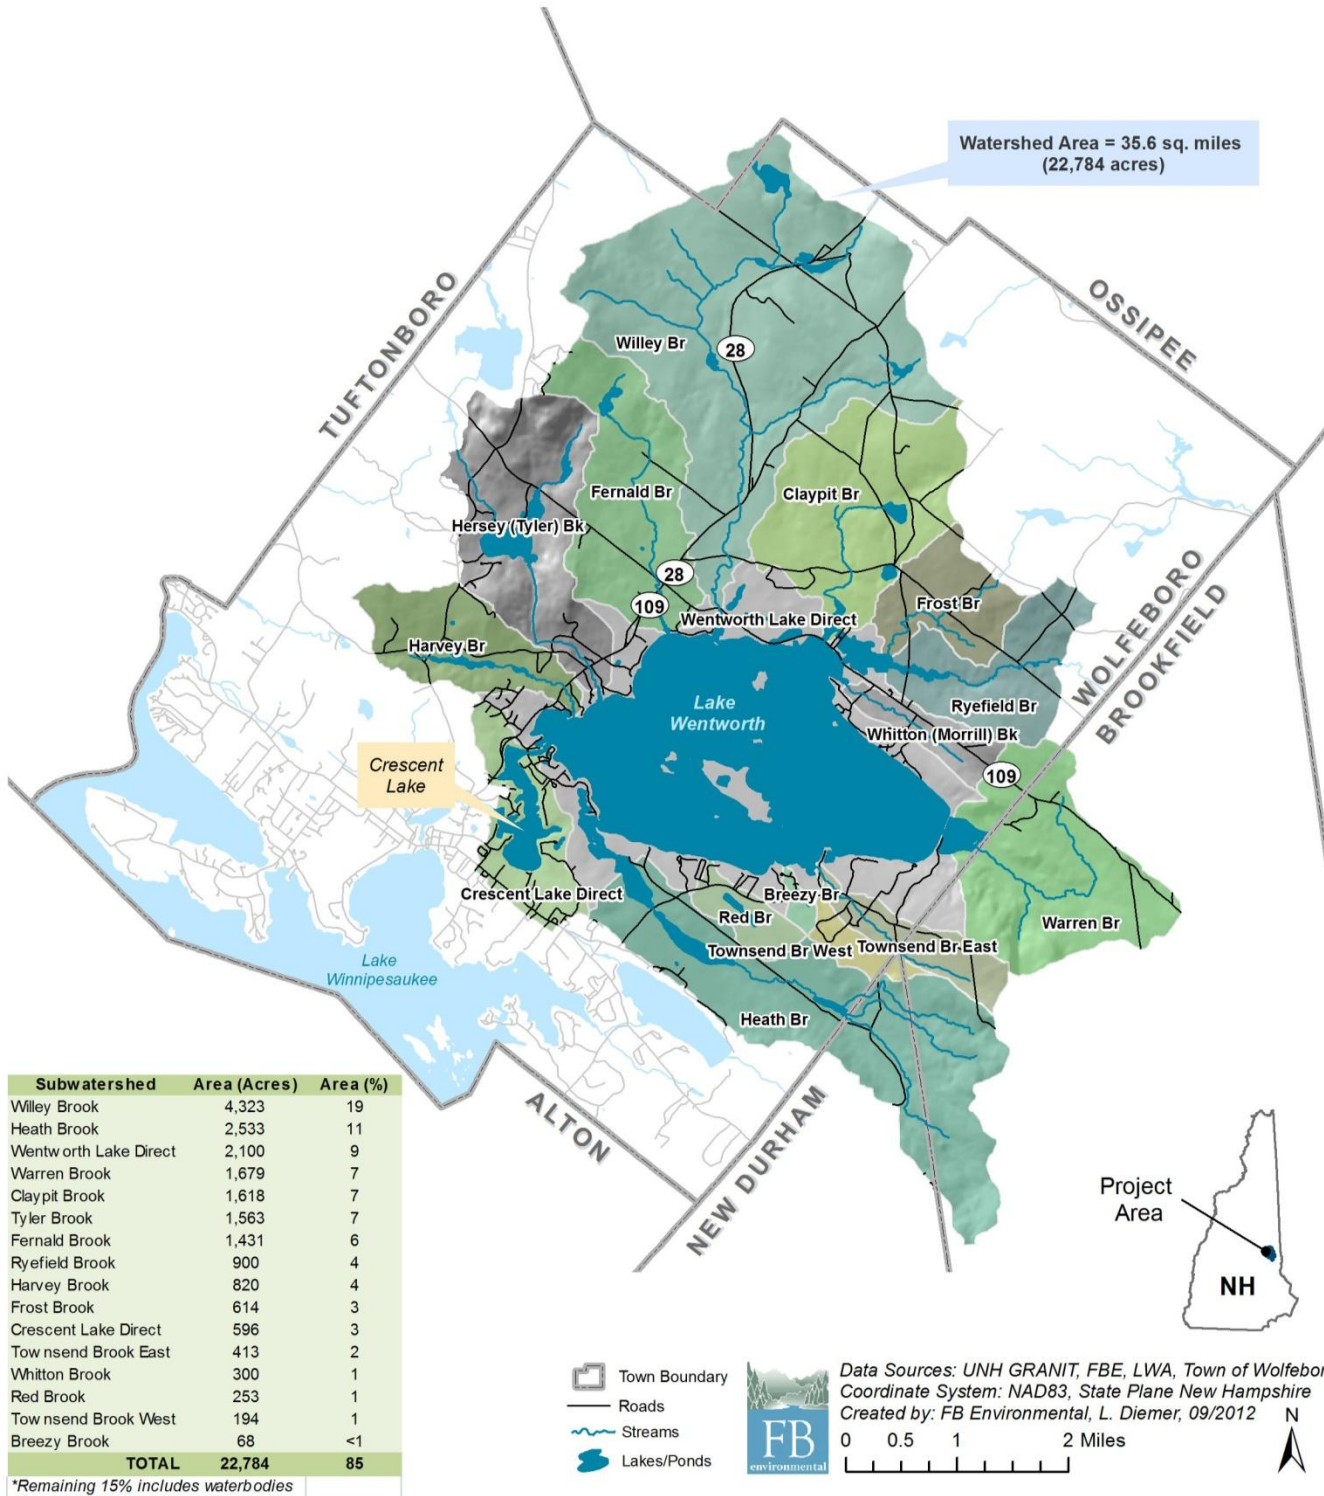 Watershed Area = 35.6 sq. miles
(22,784 acres)
TUFTONBORO
OSSIPEE
Willey Br
28
Fernald Br
Claypit Br
Hersey (Tyler) Bk
28
109
Frost Br
Wentworth Lake Direct
WOLFEBORO
BROOKFIELD
Harvey Br
Lake
Wentworth
Ryefield Br
Whitton (Morrill) Bk
Crescent
Lake
109
Crescent Lake Direct
Breezy Br
Red Br
Warren Br
Townsend Br West
Townsend Br East
Lake
Winnipesaukee
Heath Br
ALTON
NEW DURHAM
Subwatershed Area (Acres) Area (%)
Willey Brook 4,323 19
Heath Brook 2,533 11
Wentworth Lake Direct 2,100 9
Warren Brook 1,679 7
Claypit Brook 1,618 7
Tyler Brook 1,563 7
Fernald Brook 1,431 6
Ryefield Brook 900 4
Harvey Brook 820 4
Frost Brook 614 3
Crescent Lake Direct 596 3
Townsend Brook East 413 2
Whitton Brook 300 1
Red Brook 253 1
Townsend Brook West 194 1
Breezy Brook 68 <1
TOTAL 22,784 85
*Remaining 15% includes waterbodies
Project
Area
NH
Town Boundary
Roads
Streams
Lakes/Ponds
FB
environmental
Data Sources: UNH GRANIT, FBE, LWA, Town of Wolfebor
Coordinate System: NAD83, State Plane New Hampshire
Created by: FB Environmental, L. Diemer, 09/2012
N
0 0.5 1 2 Miles